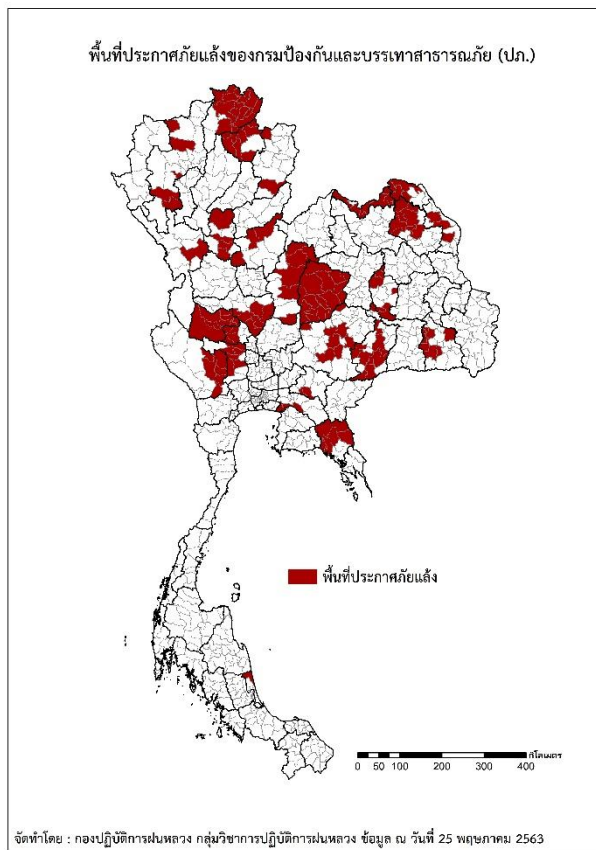 พื้นที่ประกาศภัยแล้งของกรมป้องกันและบรรเทาสาธารณภัย (ปภ.)
พื้นที่ประกาศภัยแล้ง
กิโลเมตร
0 50 100 200 300 400
จัดทำโดย : กองปฏิบัติการฝนหลวง กลุ่มวิชาการปฏิบัติการฝนหลวง ข้อมูล ณ วันที่ 25 พฤษภาคม 2563